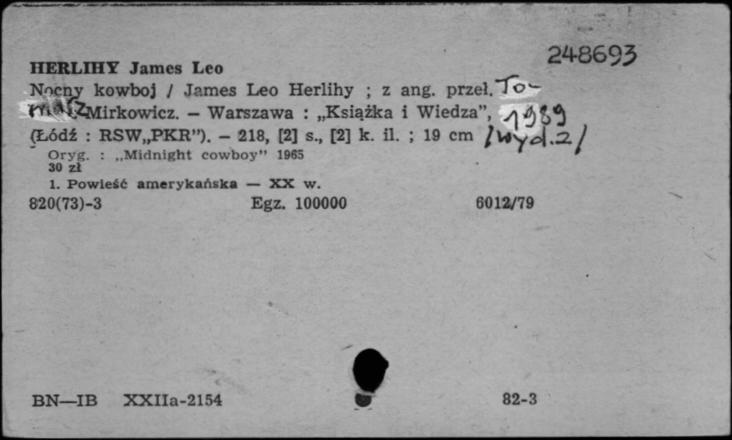 248693
HERLIHY James Leo
Nocny kowboj / James Leo Herlihy ; z ang. przeł. To-
masz Mirkowicz. — Warszawa : „Książka i Wiedza”, 1989
(Łódź : RSW„PKR”). — 218, [2] s., [2] k. il. ; 19 cm /wyd.2/
Oryg. : „Midnight cowboy” 1965
30 zł
1. Powieść amerykańska — XX w.
820(73)-3 Egz. 100000 6012/79
BN—IB XXIIa-2154 82-3